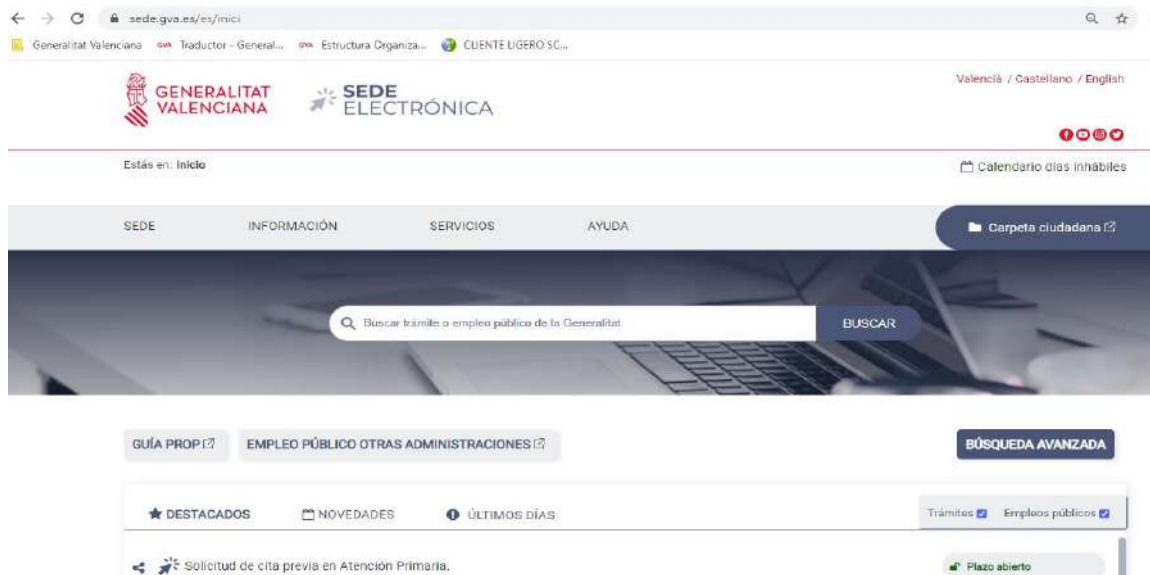 sede.gva.es/es/inici
Generalitat Valenciana GVA Traductor - General... GVA Estructura Organiza... CLIENTE LIGERO SC...
GENERALITAT VALENCIANA
SEDE ELECTRÓNICA
Valencià / Castellano / English
Estás en: Inicio
Calendario días inhábiles
SEDE INFORMACIÓN SERVICIOS AYUDA Carpeta ciudadana
Buscar trámite o empleo público de la Generalitat BUSCAR
GUÍA PROP EMPLEO PÚBLICO OTRAS ADMINISTRACIONES BÚSQUEDA AVANZADA
DESTACADOS NOVEDADES ÚLTIMOS DÍAS Trámites Empleos públicos
Solicitud de cita previa en Atención Primaria. Plazo abierto